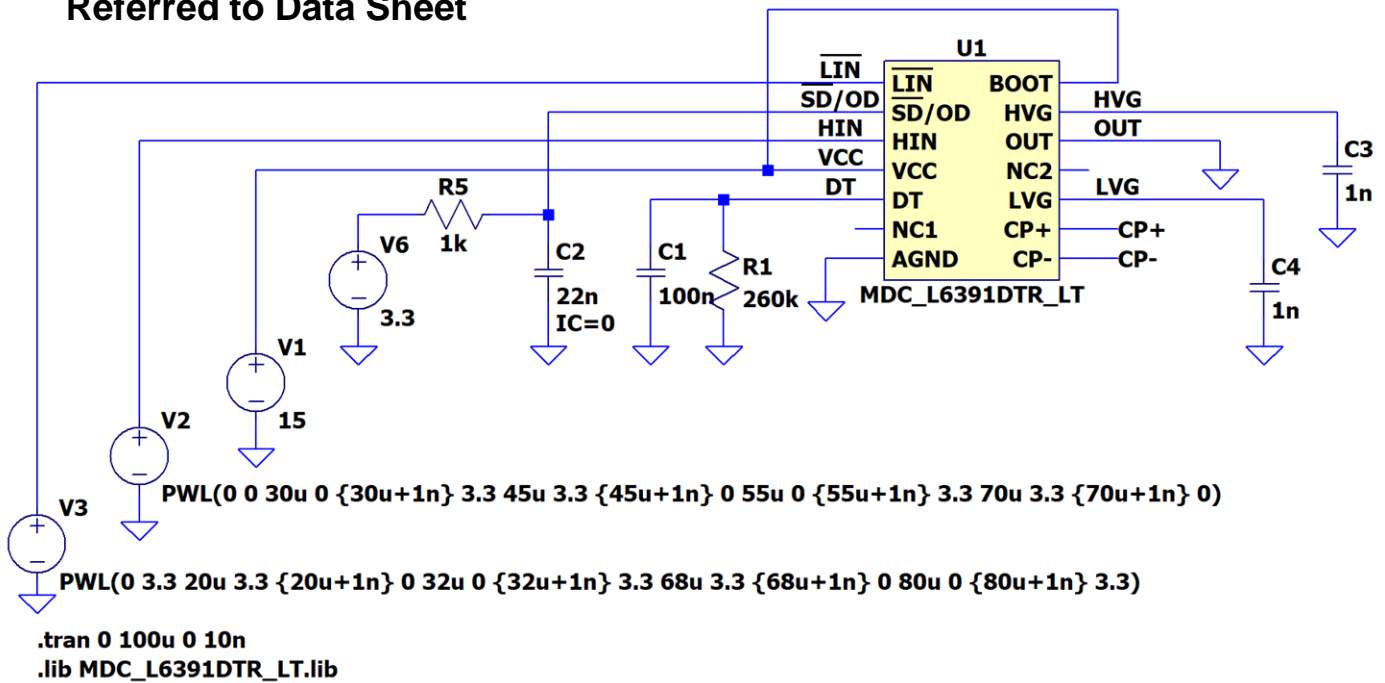 Referred to Data Sheet
U1
LIN
LIN
BOOT
SD/OD
SD/OD
HVG
HVG
HIN
HIN
OUT
OUT
VCC
VCC
NC2
DT
DT
LVG
LVG
NC1
CP+
CP+
AGND
CP-
CP-
MDC_L6391DTR_LT
R5
1k
V6
3.3
C2
22n
IC=0
C1
100n
R1
260k
C3
1n
C4
1n
V1
15
V2
PWL(0 0 30u 0 {30u+1n} 3.3 45u 3.3 {45u+1n} 0 55u 0 {55u+1n} 3.3 70u 3.3 {70u+1n} 0)
V3
PWL(0 3.3 20u 3.3 {20u+1n} 0 32u 0 {32u+1n} 3.3 68u 3.3 {68u+1n} 0 80u 0 {80u+1n} 3.3)
.tran 0 100u 0 10n
.lib MDC_L6391DTR_LT.lib